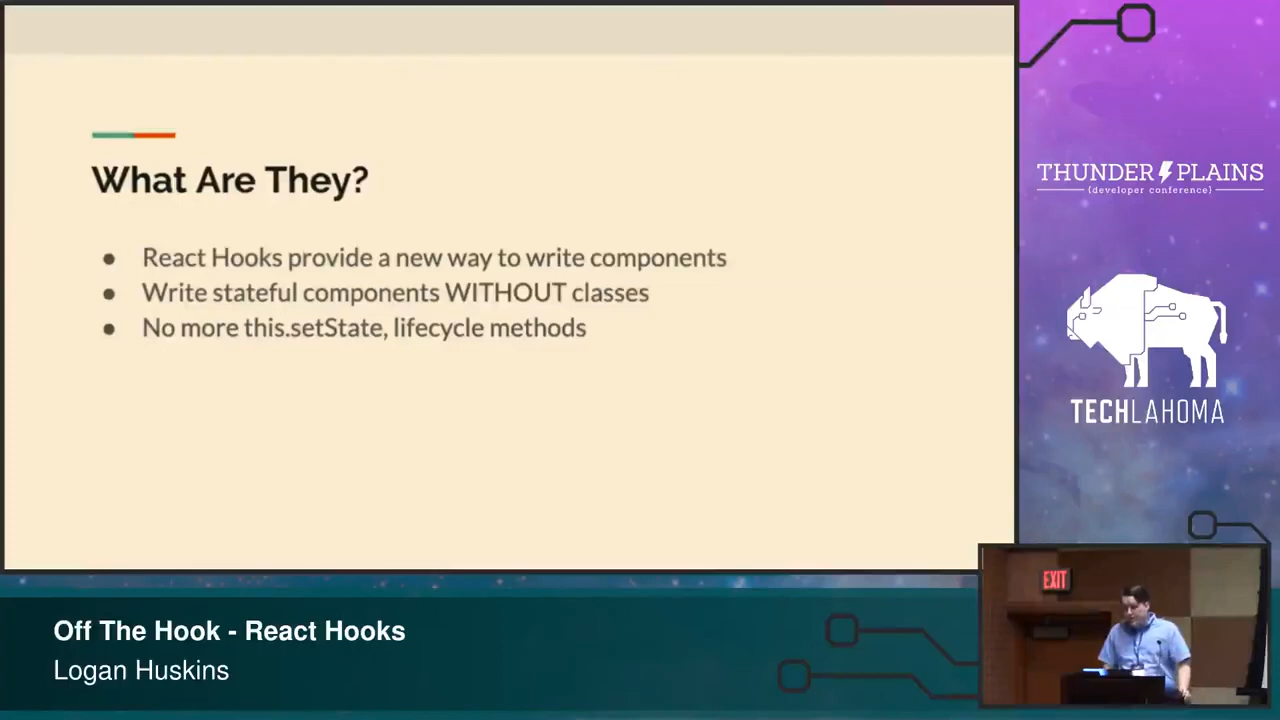 What Are They?
● React Hooks provide a new way to write components
● Write stateful components WITHOUT classes
● No more this.setState, lifecycle methods
THUNDER PLAINS
{developer conference}
TECHLAHOMA
EXIT
Off The Hook - React Hooks
Logan Huskins